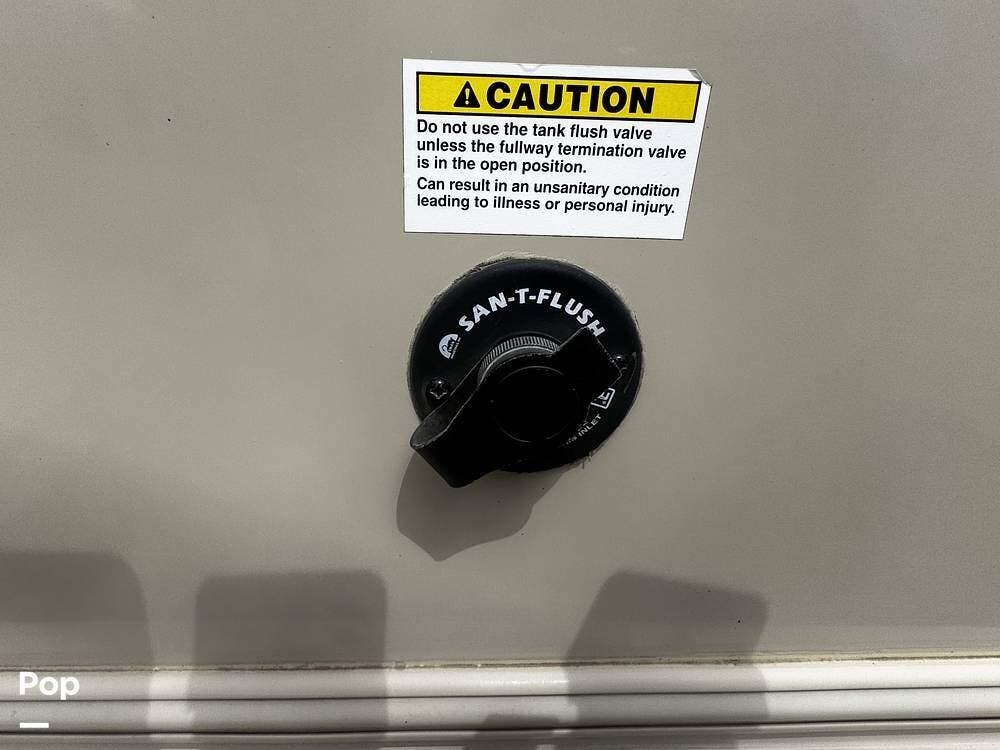 CAUTION
Do not use the tank flush valve
unless the fullway termination valve
is in the open position.
Can result in an unsanitary condition
leading to illness or personal injury.
SAN-T-FLUSH
INLET
Pop